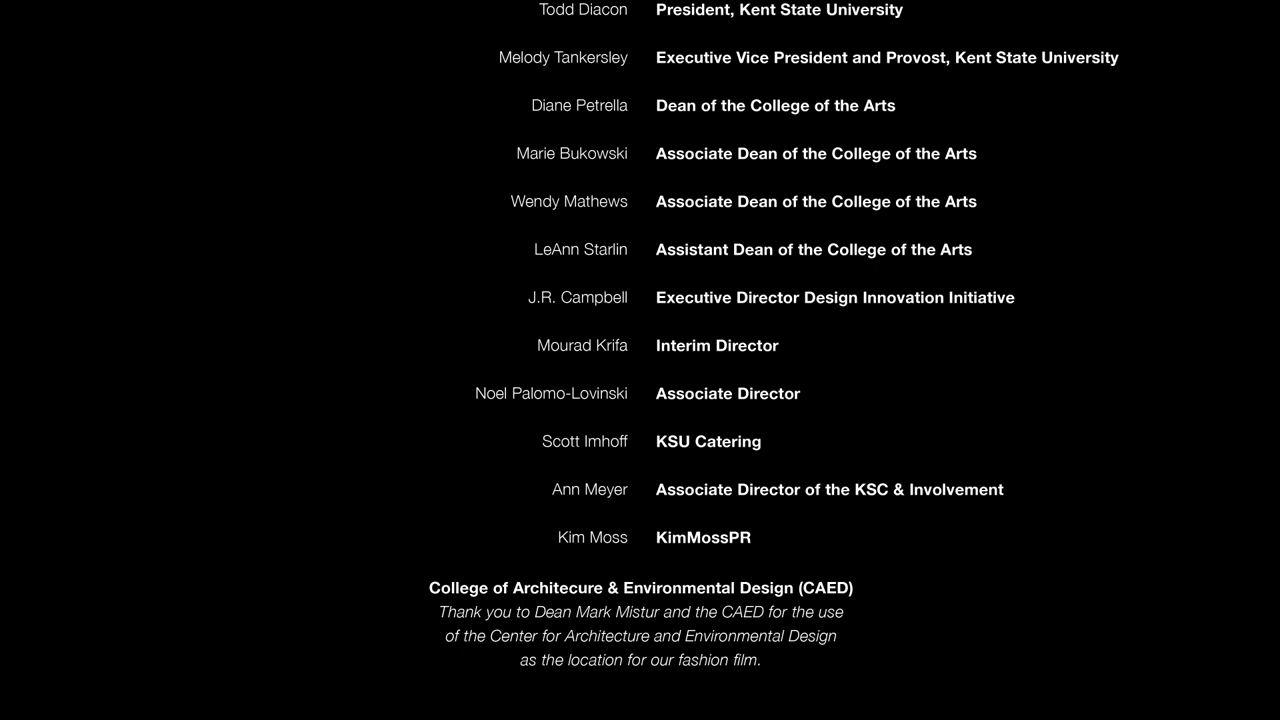 Todd Diacon President, Kent State University
Melody Tankersley Executive Vice President and Provost, Kent State University
Diane Petrella Dean of the College of the Arts
Marie Bukowski Associate Dean of the College of the Arts
Wendy Mathews Associate Dean of the College of the Arts
LeAnn Starlin Assistant Dean of the College of the Arts
J.R. Campbell Executive Director Design Innovation Initiative
Mourad Krifa Interim Director
Noel Palomo-Lovinski Associate Director
Scott Imhoff KSU Catering
Ann Meyer Associate Director of the KSC & Involvement
Kim Moss KimMossPR
College of Architecure & Environmental Design (CAED)
Thank you to Dean Mark Mistur and the CAED for the use
of the Center for Architecture and Environmental Design
as the location for our fashion film.